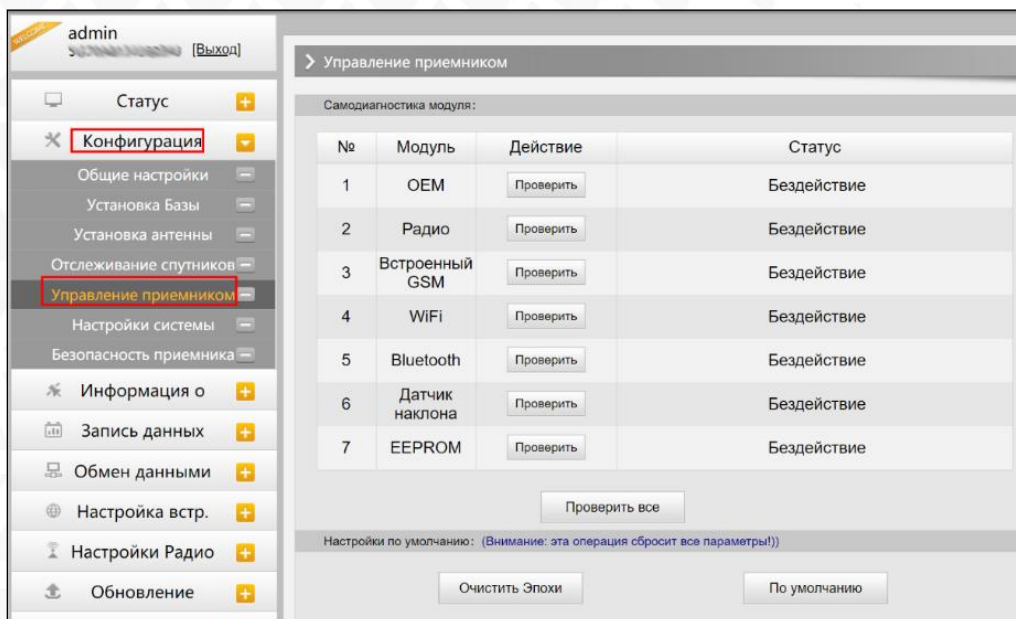 WELCOME
admin
[Выход]
Статус
Конфигурация
Общие настройки
Установка Базы
Установка антенны
Отслеживание спутников
Управление приемником
Настройки системы
Безопасность приемника
Информация о
Запись данных
Обмен данными
Настройка встр.
Настройки Радио
Обновление
Управление приемником
Самодиагностика модуля:
№ Модуль Действие Статус
1 OEM Проверить Бездействие
2 Радио Проверить Бездействие
3 Встроенный GSM Проверить Бездействие
4 WiFi Проверить Бездействие
5 Bluetooth Проверить Бездействие
6 Датчик наклона Проверить Бездействие
7 EEPROM Проверить Бездействие
Проверить все
Настройки по умолчанию: (Внимание: эта операция сбросит все параметры!))
Очистить Эпохи По умолчанию